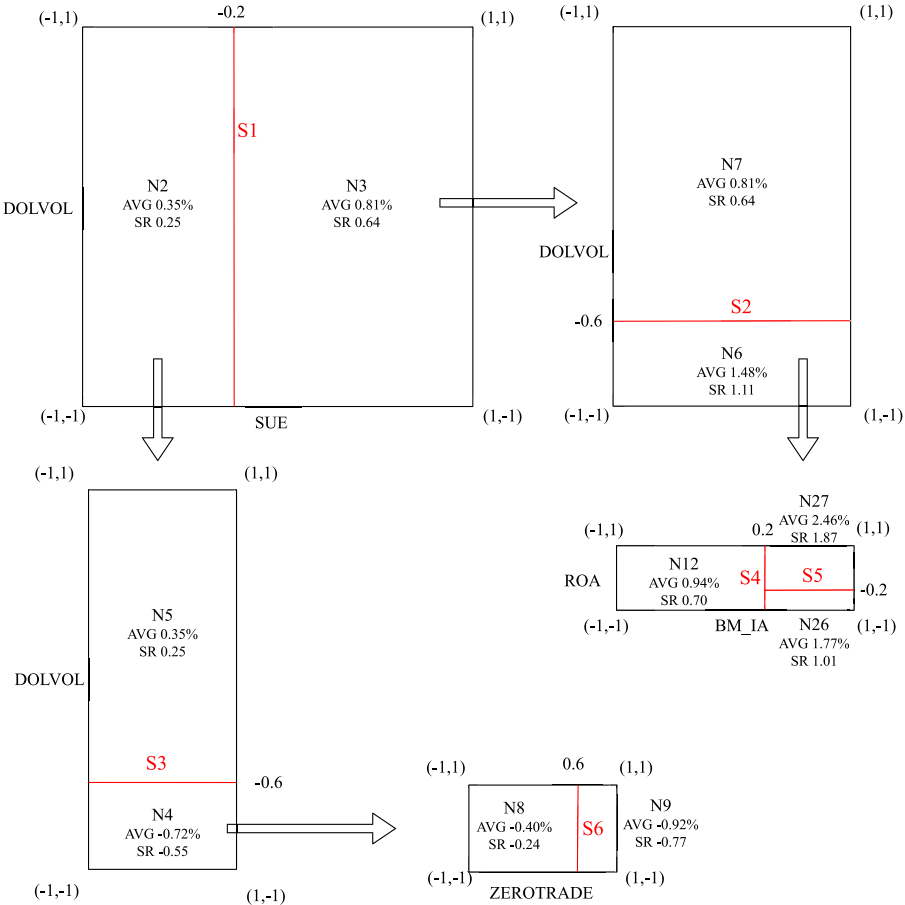 (-1,1)
-0.2
(1,1)
S1
N2
AVG 0.35%
SR 0.25
N3
AVG 0.81%
SR 0.64
DOLVOL
(-1,-1)
SUE
(1,-1)
(-1,1)
(1,1)
N7
AVG 0.81%
SR 0.64
DOLVOL
-0.6
S2
N6
AVG 1.48%
SR 1.11
(-1,-1)
(1,-1)
(-1,1)
(1,1)
N5
AVG 0.35%
SR 0.25
DOLVOL
S3
-0.6
N4
AVG -0.72%
SR -0.55
(-1,-1)
(1,-1)
N27
AVG 2.46%
SR 1.87
(-1,1)
0.2
(1,1)
ROA
N12
AVG 0.94%
SR 0.70
S4
S5
-0.2
(-1,-1)
BM_IA
(1,-1)
N26
AVG 1.77%
SR 1.01
(-1,1)
0.6
(1,1)
N8
AVG -0.40%
SR -0.24
S6
N9
AVG -0.92%
SR -0.77
(-1,-1)
(1,-1)
ZEROTRADE